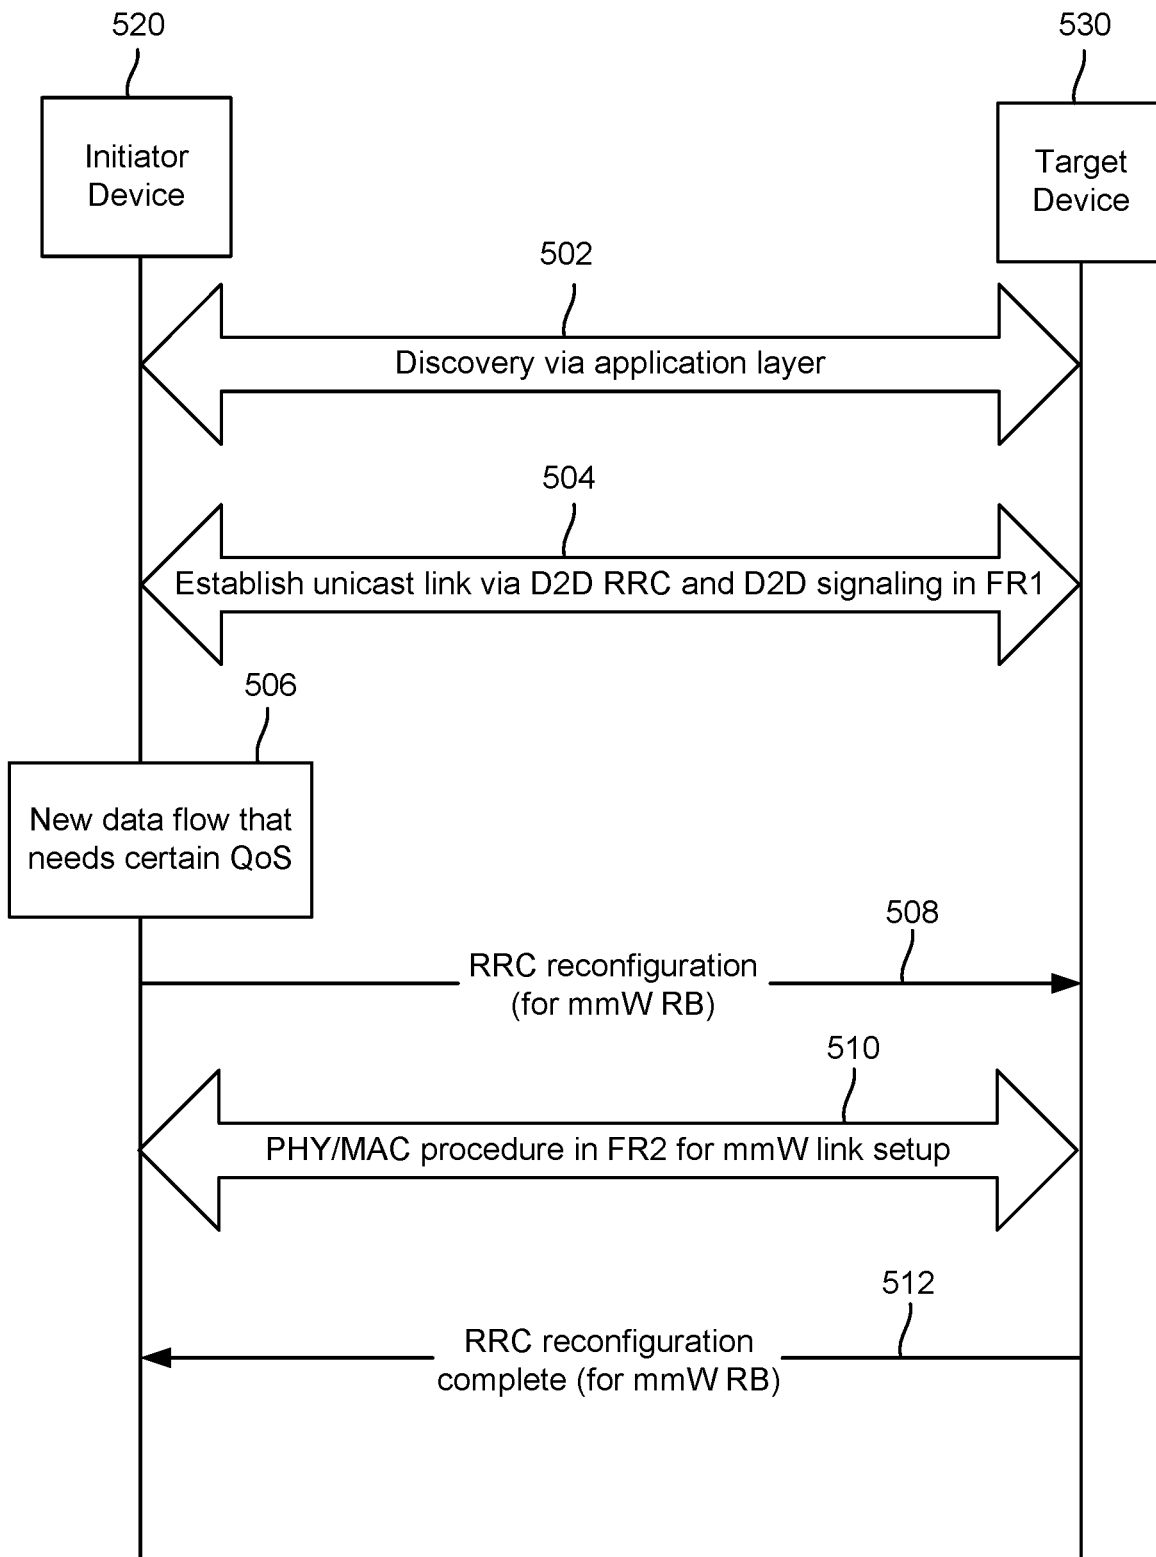 520
530
Initiator
Device
Target
Device
502
Discovery via application layer
504
Establish unicast link via D2D RRC and D2D signaling in FR1
506
New data flow that
needs certain QoS
508
RRC reconfiguration
(for mmW RB)
510
PHY/MAC procedure in FR2 for mmW link setup
512
RRC reconfiguration
complete (for mmW RB)